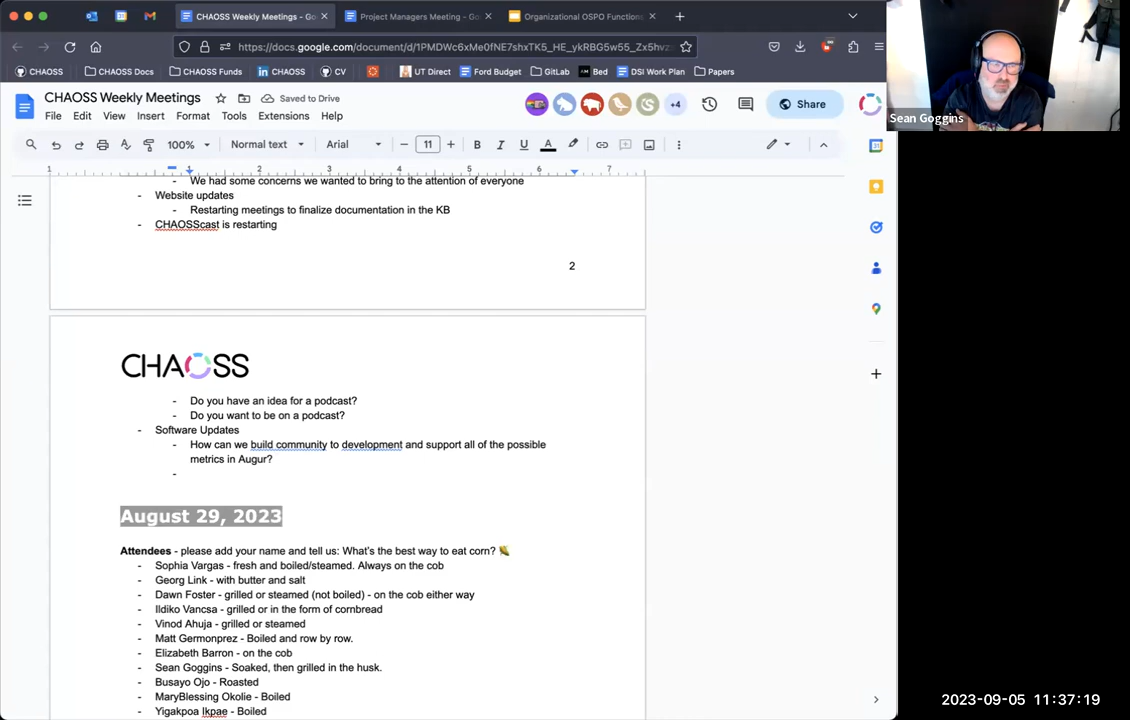 CHAOSS Weekly Meetings - Go
Project Managers Meeting - Go
Organizational OSPO Functions
https://docs.google.com/document/d/1PMDWc6xMe0fNE7shxTK5_HE_ykRBG5w55_Zx5hvz
CHAOSS
CHAOSS Docs
CHAOSS Funds
CHAOSS
CV
UT Direct
Ford Budget
GitLab
Bed
DSI Work Plan
Papers
CHAOSS Weekly Meetings
Saved to Drive
File Edit View Insert Format Tools Extensions Help
+4
Share
100% Normal text Arial 11 B I U A
1 1 2 3 4 5 6 7
- We had some concerns we wanted to bring to the attention of everyone
- Website updates
- Restarting meetings to finalize documentation in the KB
- CHAOSScast is restarting
2
CHAOSS
- Do you have an idea for a podcast?
- Do you want to be on a podcast?
- Software Updates
- How can we build community to development and support all of the possible
metrics in Augur?
-
August 29, 2023
Attendees - please add your name and tell us: What's the best way to eat corn? 🌽
- Sophia Vargas - fresh and boiled/steamed. Always on the cob
- Georg Link - with butter and salt
- Dawn Foster - grilled or steamed (not boiled) - on the cob either way
- Ildiko Vancsa - grilled or in the form of cornbread
- Vinod Ahuja - grilled or steamed
- Matt Germonprez - Boiled and row by row.
- Elizabeth Barron - on the cob
- Sean Goggins - Soaked, then grilled in the husk.
- Busayo Ojo - Roasted
- MaryBlessing Okolie - Boiled
- Yigakpoa Ikpae - Boiled
Sean Goggins
2023-09-05 11:37:19